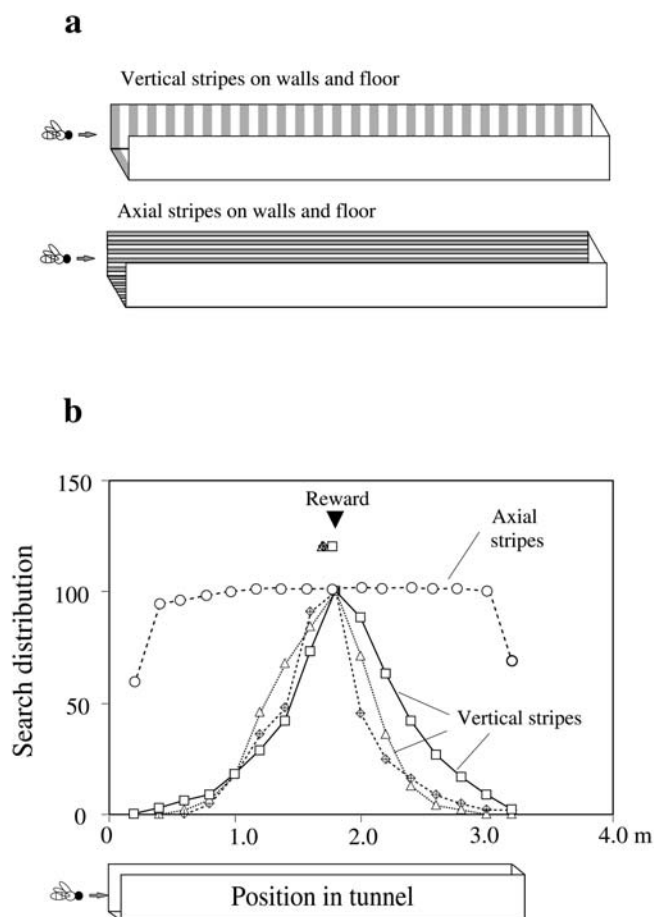 a
Vertical stripes on walls and floor
Axial stripes on walls and floor
b
150
Reward
Axial
stripes
100
Search distribution
50
Vertical stripes
0
0 1.0 2.0 3.0 4.0 m
Position in tunnel